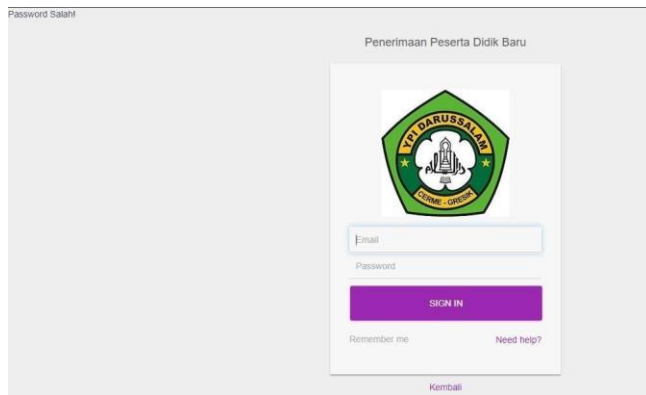 Password Salah!
Penerimaan Peserta Didik Baru
YPI DARUSSALAM
CERME - GRESIK
Email
Password
SIGN IN
Remember me
Need help?
Kembali